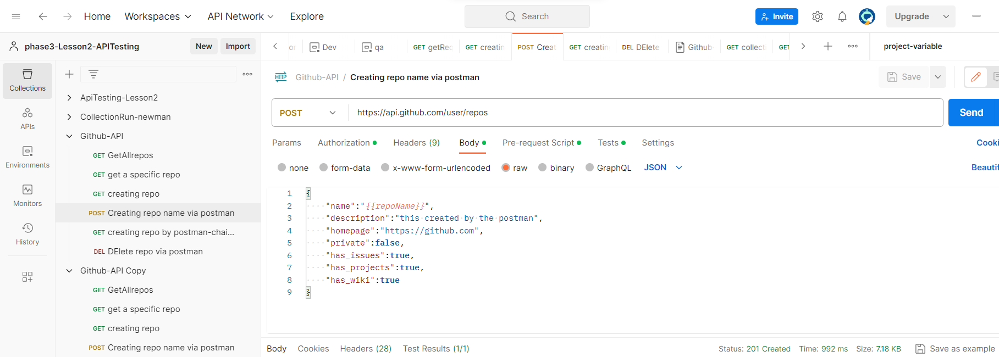 Home Workspaces API Network Explore Search Invite Upgrade
phase3-Lesson2-APITesting New Import
Dev qa GET getRec GET creatin POST Creat GET creatin DEL DElete Github GET collect GET project-variable
Collections
APIs
Environments
Monitors
History
ApiTesting-Lesson2
CollectionRun-newman
Github-API
GET GetAllrepos
GET get a specific repo
GET creating repo
POST Creating repo name via postman
GET creating repo by postman-chai...
DEL DElete repo via postman
Github-API Copy
GET GetAllrepos
GET get a specific repo
GET creating repo
POST Creating repo name via postman
HTTP Github-API / Creating repo name via postman Save
POST https://api.github.com/user/repos Send
Params Authorization Headers (9) Body Pre-request Script Tests Settings Cooki
none form-data x-www-form-urlencoded raw binary GraphQL JSON Beautif
1 {
2 "name":"{{repoName}}",
3 "description":"this created by the postman",
4 "homepage":"https://github.com",
5 "private":false,
6 "has_issues":true,
7 "has_projects":true,
8 "has_wiki":true
9 }
Body Cookies Headers (28) Test Results (1/1) Status: 201 Created Time: 992 ms Size: 7.18 KB Save as example